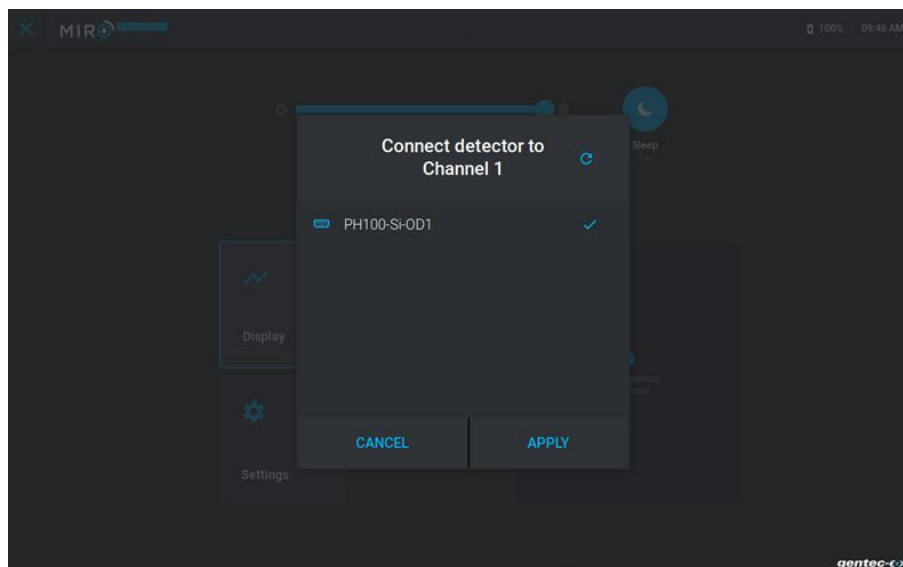 MIRO
100% 09:46 AM
Sleep
Connect detector to
Channel 1
PH100-Si-OD1
Display
CANCEL APPLY
Settings
gentec-e